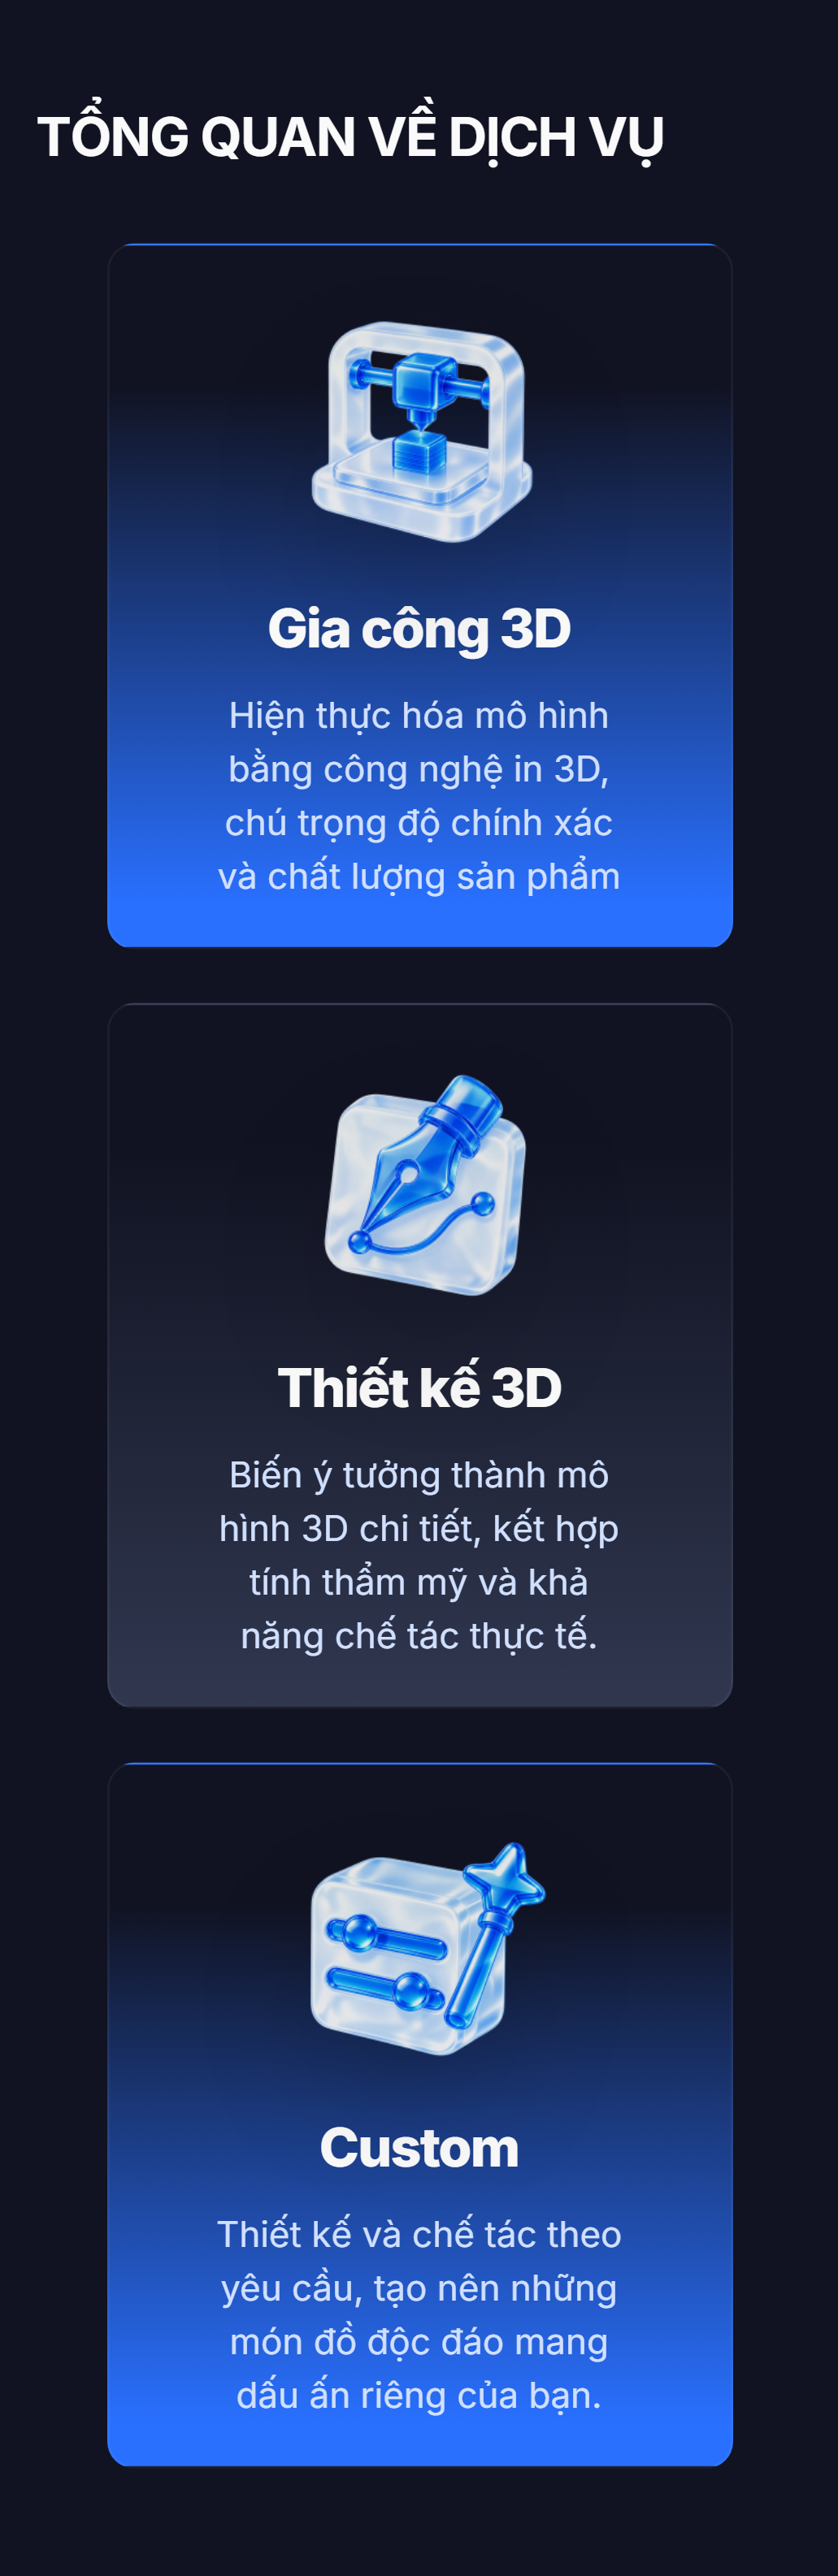 TỔNG QUAN VỀ DỊCH VỤ
Gia công 3D
Hiện thực hóa mô hình
bằng công nghệ in 3D,
chú trọng độ chính xác
và chất lượng sản phẩm
Thiết kế 3D
Biến ý tưởng thành mô
hình 3D chi tiết, kết hợp
tính thẩm mỹ và khả
năng chế tác thực tế.
Custom
Thiết kế và chế tác theo
yêu cầu, tạo nên những
món đồ độc đáo mang
dấu ấn riêng của bạn.